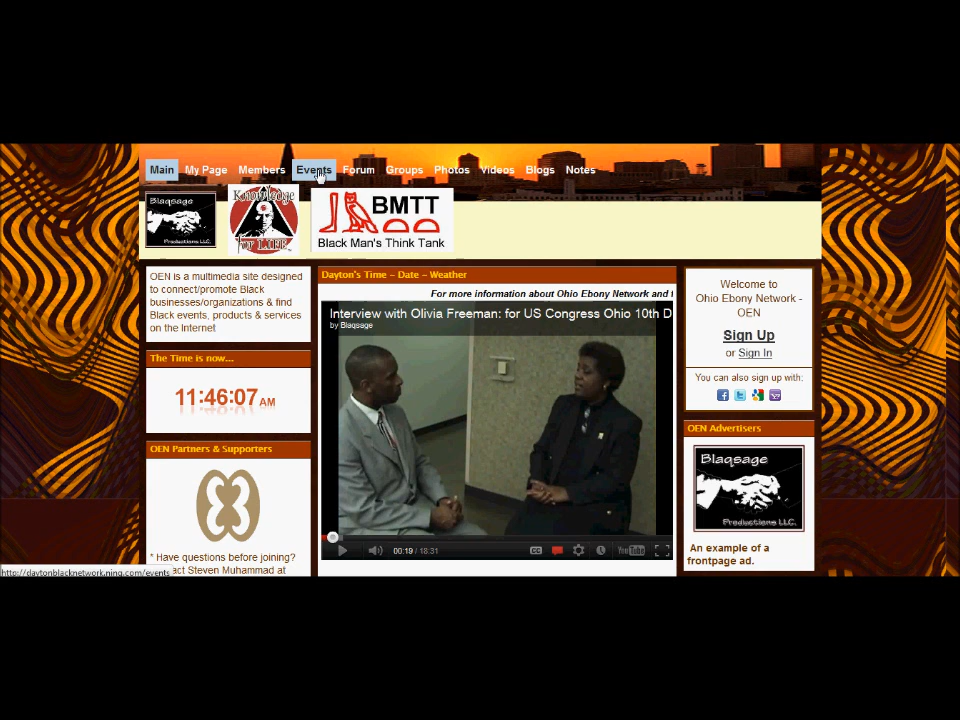 Main My Page Members Events Forum Groups Photos Videos Blogs Notes
Blaqsage
Productions LLC.
Knowledge
for LIFE
BMTT
Black Man's Think Tank
OEN is a multimedia site designed
to connect/promote Black
businesses/organizations & find
Black events, products & services
on the Internet
The Time is now...
11:46:07 AM
OEN Partners & Supporters
* Have questions before joining?
Steven Muhammad at
http://daytonblacknetwork.ning.com/events
Dayton's Time ~ Date ~ Weather
For more information about Ohio Ebony Network and
Interview with Olivia Freeman: for US Congress Ohio 10th D
by Blaqsage
00:19 / 18:31
CC
YouTube
Welcome to
Ohio Ebony Network -
OEN
Sign Up
or Sign In
You can also sign up with:
OEN Advertisers
Blaqsage
Productions LLC.
An example of a
frontpage ad.